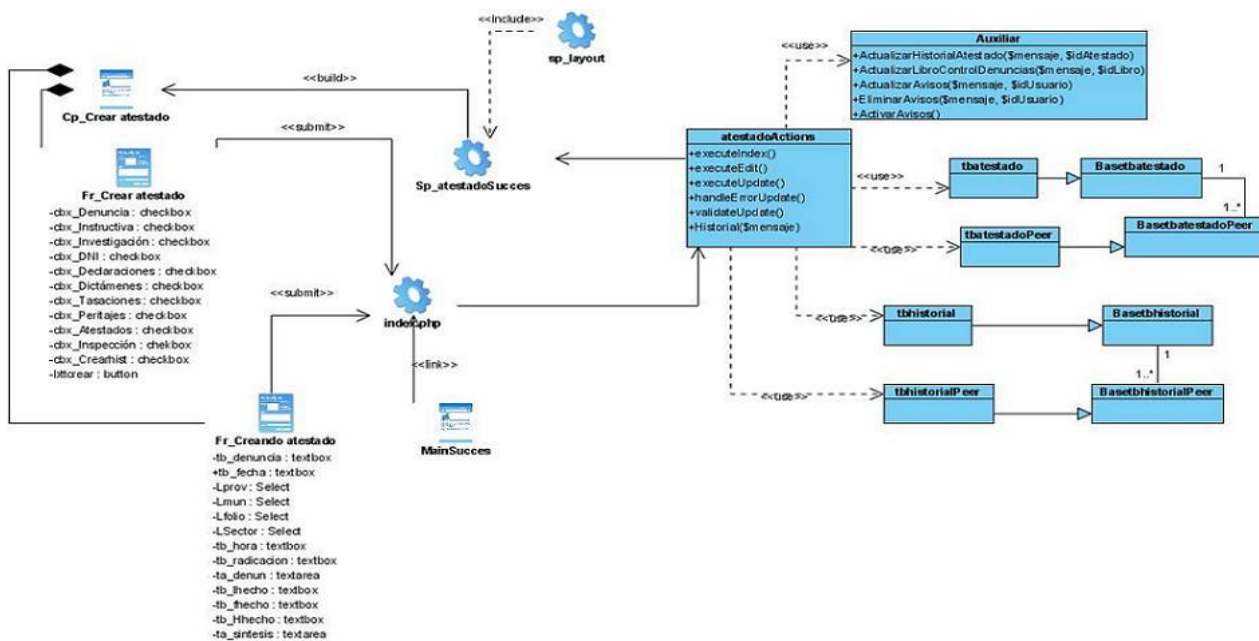 <<include>>
sp_layout
<<build>>
Cp_Crear atestado
<<submit>>
Fr_Crear atestado
-cbx_Denuncia : checkbox
-cbx_Instructiva : checkbox
-cbx_Investigación : checkbox
-cbx_DNI : checkbox
-cbx_Declaraciones : checkbox
-cbx_Dictámenes : checkbox
-cbx_Tasaciones : checkbox
-cbx_Peritajes : checkbox
-cbx_Atestados : checkbox
-cbx_Inspección : chekbox
-cbx_Crearhist : checkbox
-bttcrear : button
Sp_atestadoSucces
<<submit>>
index.php
<<link>>
MainSucces
Fr_Creando atestado
-tb_denuncia : textbox
+tb_fecha : textbox
-Lprov : Select
-Lmun : Select
-Lfolio : Select
-LSector : Select
-tb_hora : textbox
-tb_radicacion : textbox
-ta_denun : textarea
-tb_lhecho : textbox
-tb_fhecho : textbox
-tb_Hhecho : textbox
-ta_sintesis : textarea
atestadoActions
+executeIndex()
+executeEdit()
+executeUpdate()
+handleErrorUpdate()
+validateUpdate()
+Historial($mensaje)
<<use>>
Auxiliar
+ActualizarHistorialAtestado($mensaje, $idAtestado)
+ActualizarLibroControlDenuncias($mensaje, $idLibro)
+ActualizarAvisos($mensaje, $idUsuario)
+EliminarAvisos($mensaje, $idUsuario)
+ActivarAvisos()
<<use>>
tbatestado
Basetbatestado
1
1..*
<<use>>
tbatestadoPeer
BasetbatestadoPeer
<<use>>
tbhistorial
Basetbhistorial
1
1..*
<<use>>
tbhistorialPeer
BasetbhistorialPeer